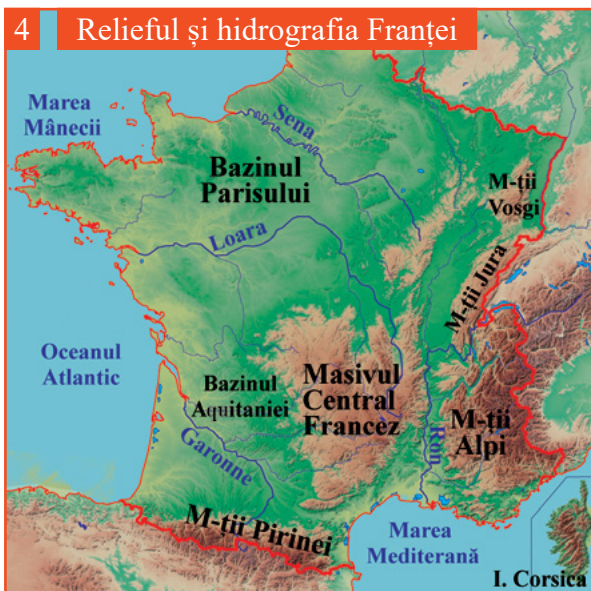 4 Relieful și hidrografia Franței
Marea
Mânecii
Sena
Bazinul
Parisului
M-ții
Vosgi
Loara
M-ții Jura
Oceanul
Atlantic
Bazinul
Aquitaniei
Masivul
Central
Francez
M-ții
Alpi
Garonne
Ron
M-ții Pirinei
Marea
Mediterană
I. Corsica